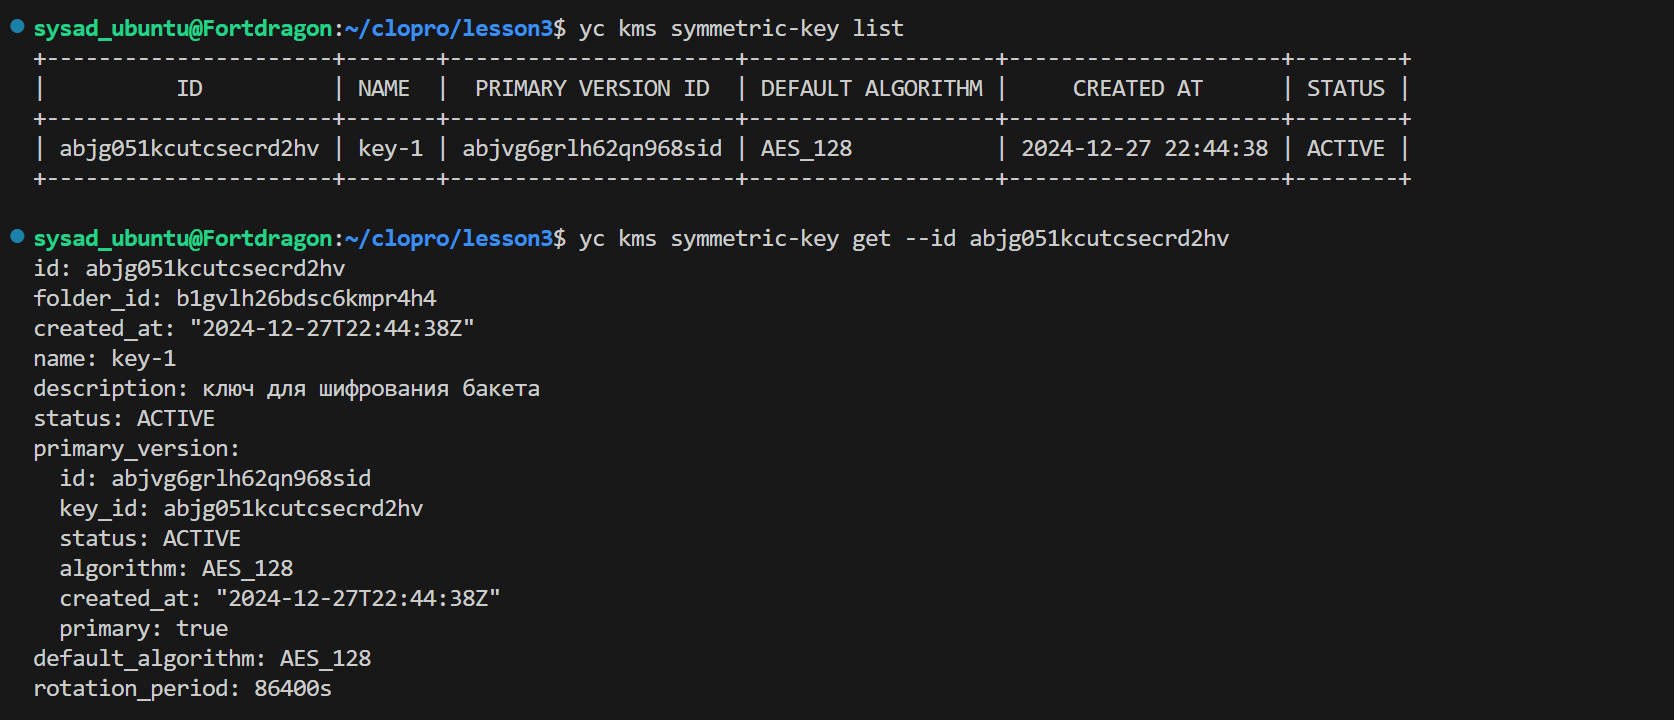 sysad_ubuntu@Fortdragon:~/clopro/lesson3$ yc kms symmetric-key list
+----------------------+-------+----------------------+-------------------+---------------------+--------+
|          ID          | NAME  |  PRIMARY VERSION ID  | DEFAULT ALGORITHM |     CREATED AT      | STATUS |
+----------------------+-------+----------------------+-------------------+---------------------+--------+
| abjg051kcutcsecrd2hv | key-1 | abjvg6grlh62qn968sid | AES_128           | 2024-12-27 22:44:38 | ACTIVE |
+----------------------+-------+----------------------+-------------------+---------------------+--------+
sysad_ubuntu@Fortdragon:~/clopro/lesson3$ yc kms symmetric-key get --id abjg051kcutcsecrd2hv
id: abjg051kcutcsecrd2hv
folder_id: b1gvlh26bdsc6kmpr4h4
created_at: "2024-12-27T22:44:38Z"
name: key-1
description: ключ для шифрования бакета
status: ACTIVE
primary_version:
  id: abjvg6grlh62qn968sid
  key_id: abjg051kcutcsecrd2hv
  status: ACTIVE
  algorithm: AES_128
  created_at: "2024-12-27T22:44:38Z"
  primary: true
default_algorithm: AES_128
rotation_period: 86400s